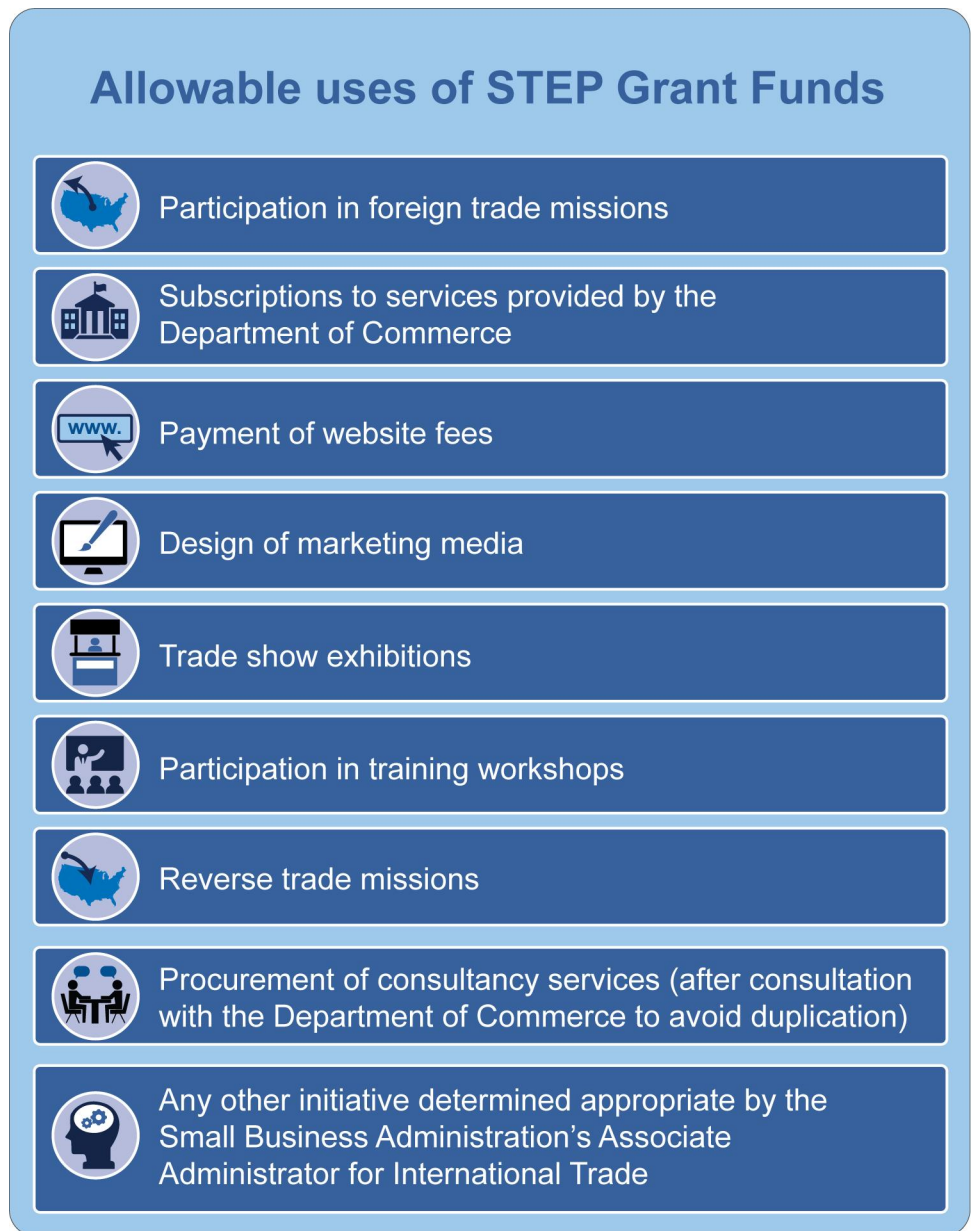 Allowable uses of STEP Grant Funds
Participation in foreign trade missions
Subscriptions to services provided by the
Department of Commerce
www.
Payment of website fees
Design of marketing media
Trade show exhibitions
Participation in training workshops
Reverse trade missions
Procurement of consultancy services (after consultation
with the Department of Commerce to avoid duplication)
Any other initiative determined appropriate by the
Small Business Administration’s Associate
Administrator for International Trade